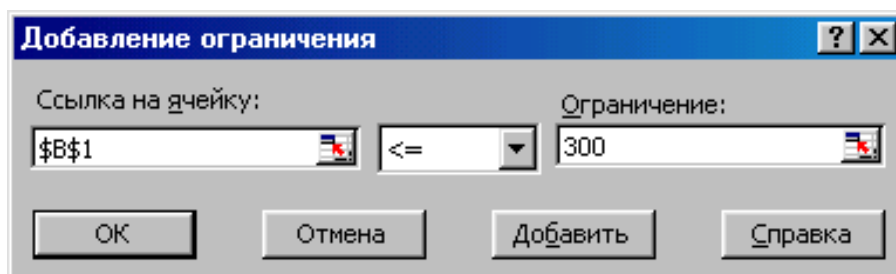 Добавление ограничения
Ссылка на ячейку: Ограничение:
$B$1 <= 300
ОК Отмена Добавить Справка